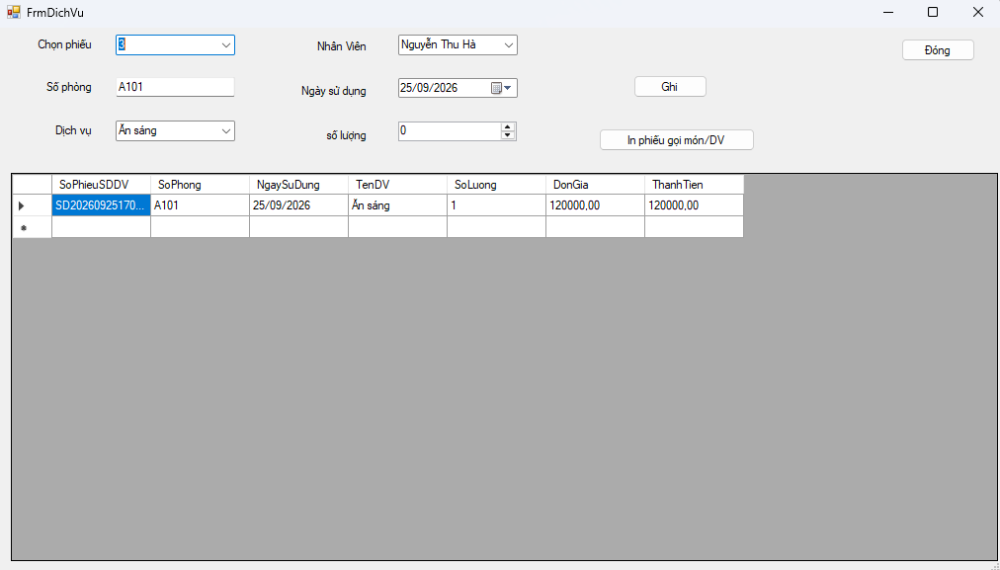 FrmDichVu
Chọn phiếu 3 Nhân Viên Nguyễn Thu Hà Đóng
Số phòng A101 Ngày sử dụng 25/09/2026 Ghi
Dịch vụ Ăn sáng số lượng 0 In phiếu gọi món/DV
SoPhieuSDDV SoPhong NgaySuDung TenDV SoLuong DonGia ThanhTien
SD20260925170... A101 25/09/2026 Ăn sáng 1 120000,00 120000,00